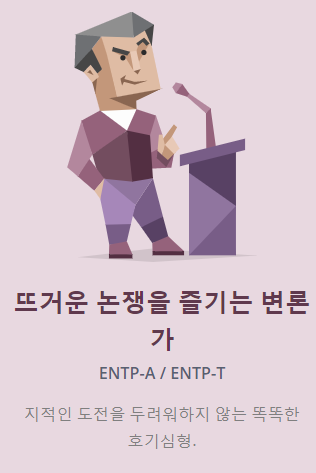 뜨거운 논쟁을 즐기는 변론
가
ENTP-A / ENTP-T
지적인 도전을 두려워하지 않는 똑똑한
호기심형.